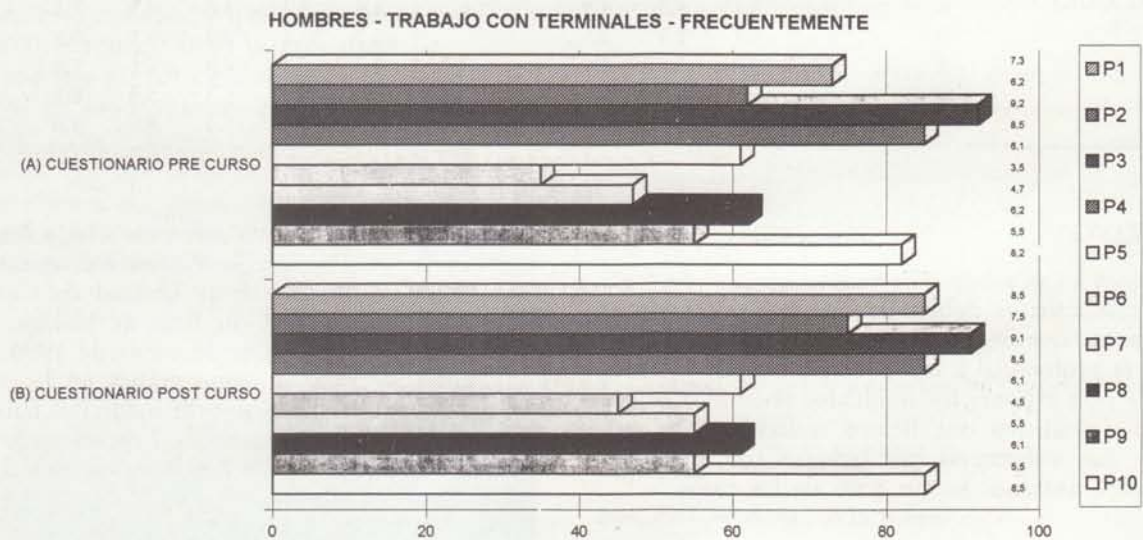 HOMBRES - TRABAJO CON TERMINALES - FRECUENTEMENTE
(A) CUESTIONARIO PRE CURSO
7,3
6,2
9,2
8,5
6,1
3,5
4,7
6,2
5,5
8,2
(B) CUESTIONARIO POST CURSO
8,5
7,5
9,1
8,5
6,1
4,5
5,5
6,1
5,5
8,5
0 20 40 60 80 100
P1
P2
P3
P4
P5
P6
P7
P8
P9
P10